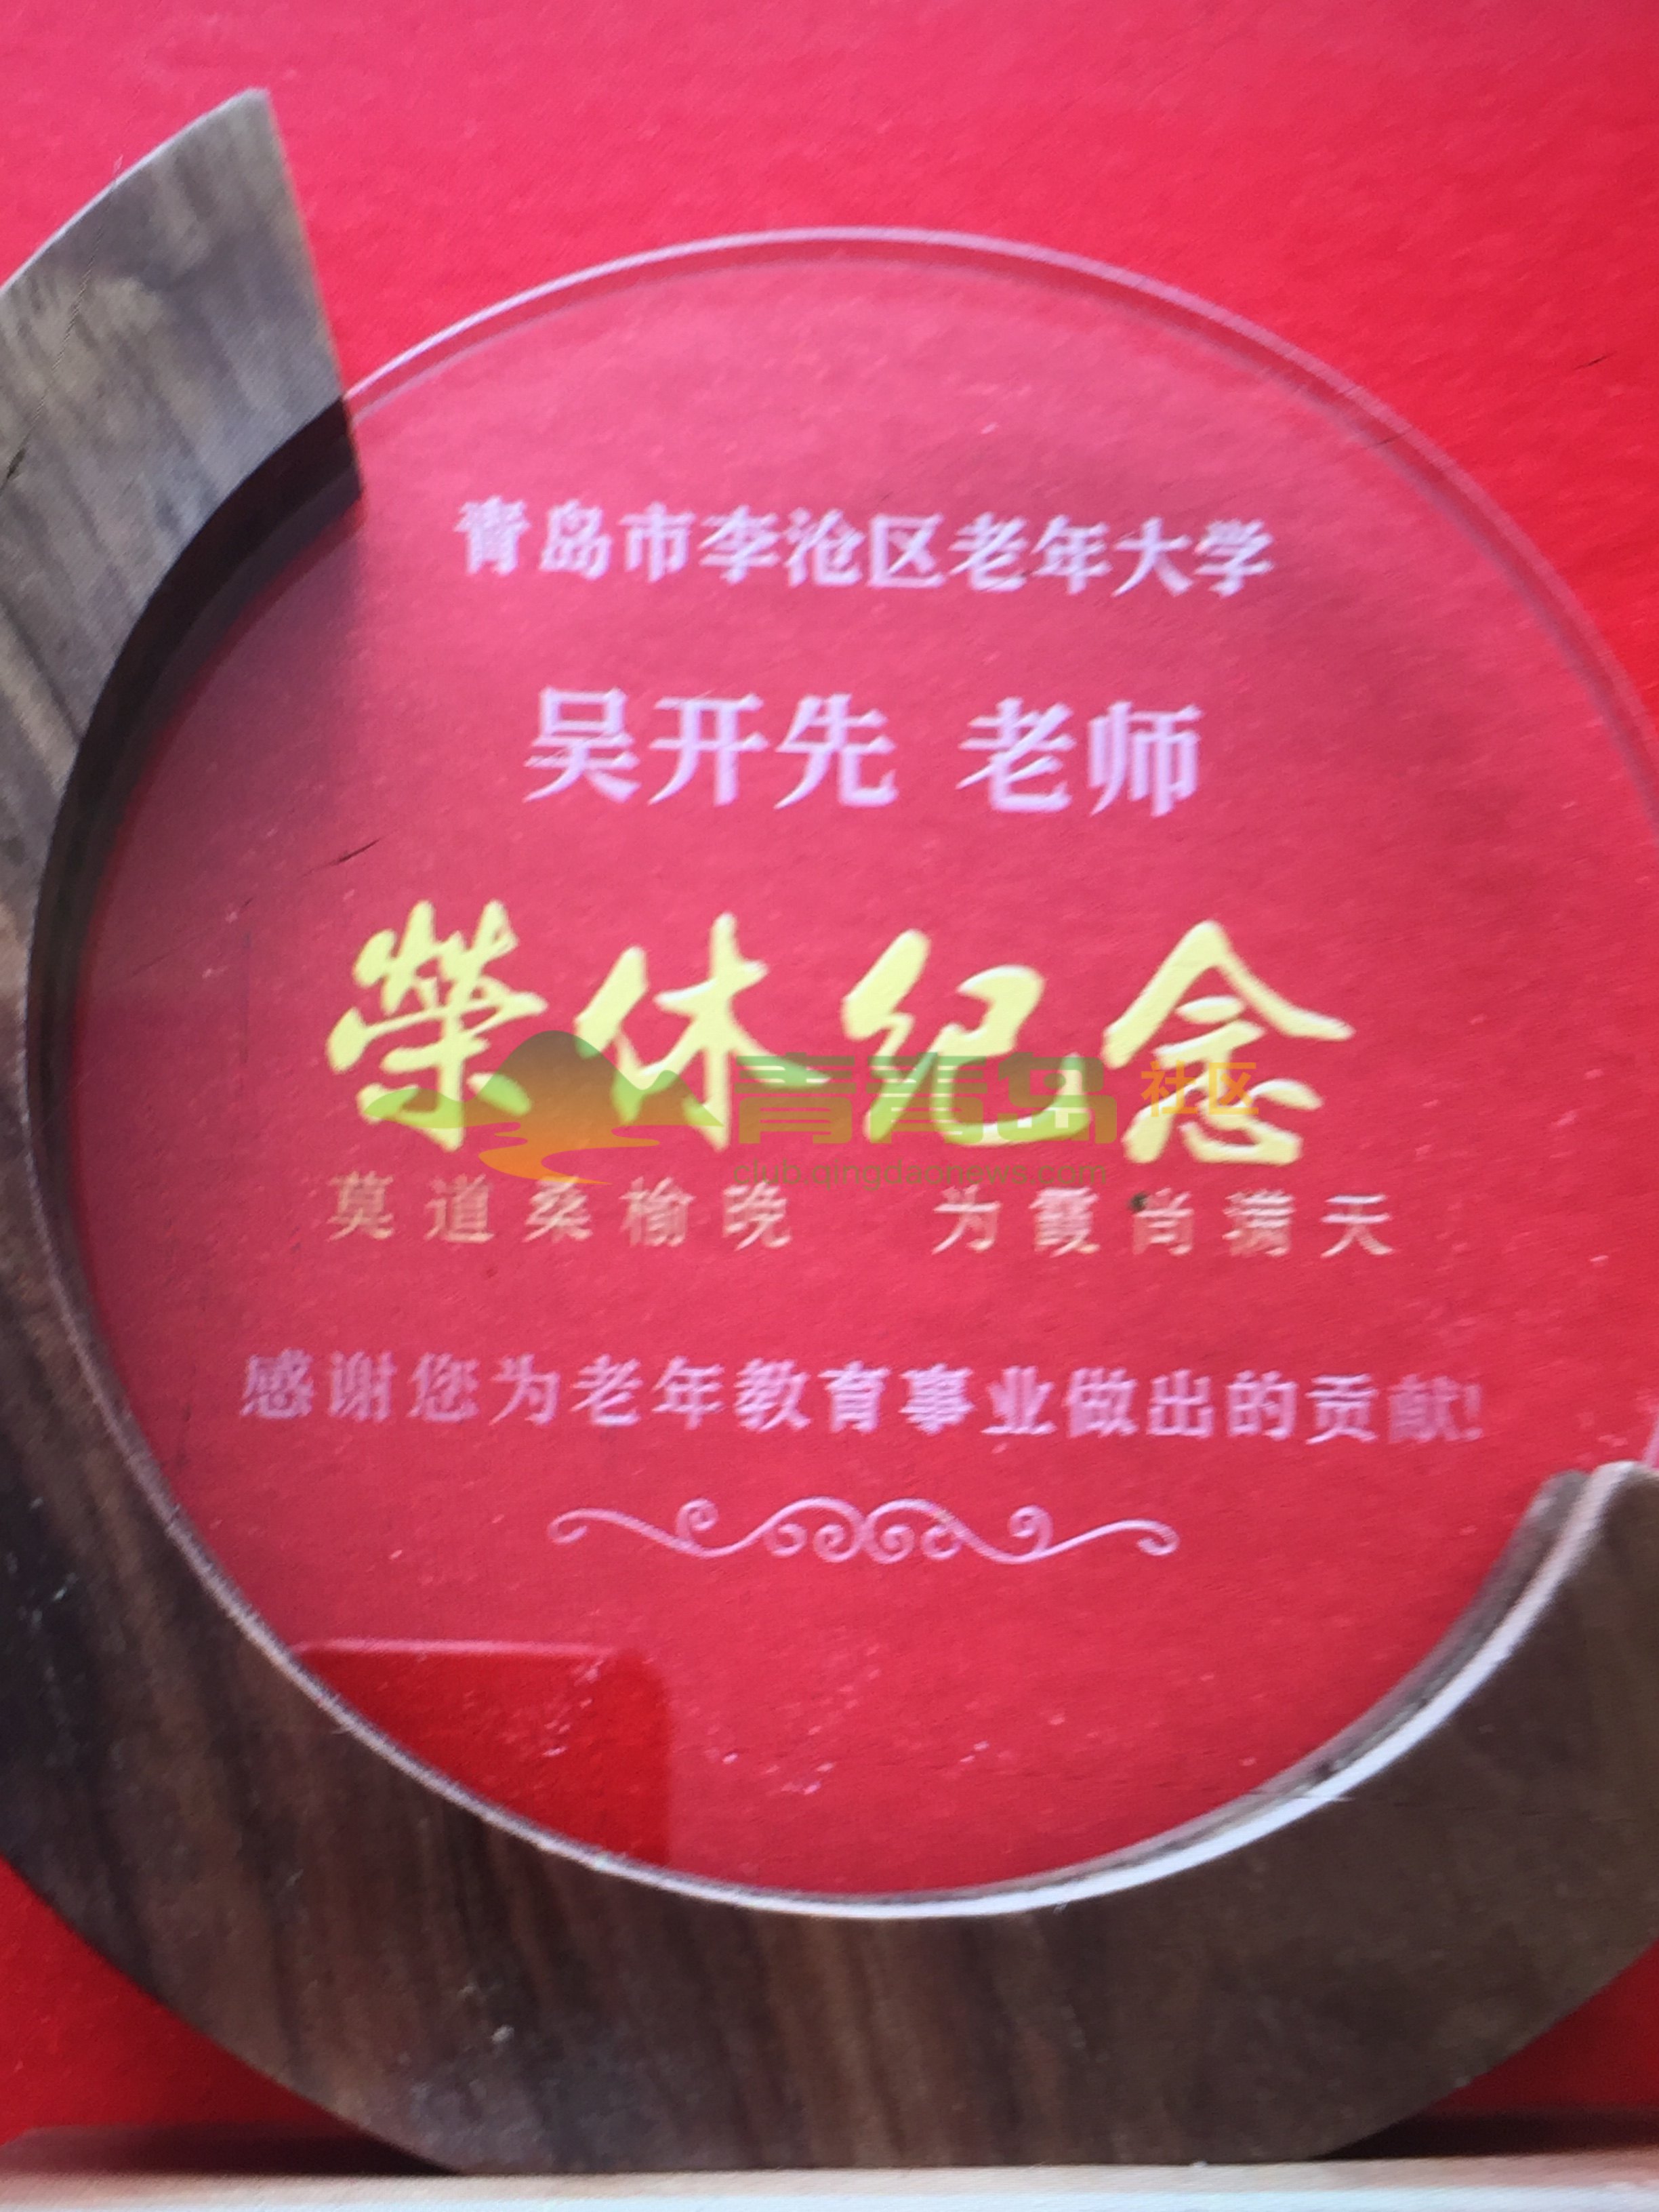 青岛市李沧区老年大学
吴开先 老师
榮休纪念
青青岛社区
club.qingdaonews.com
莫道桑榆晚 为霞尚满天
感谢您为老年教育事业做出的贡献!